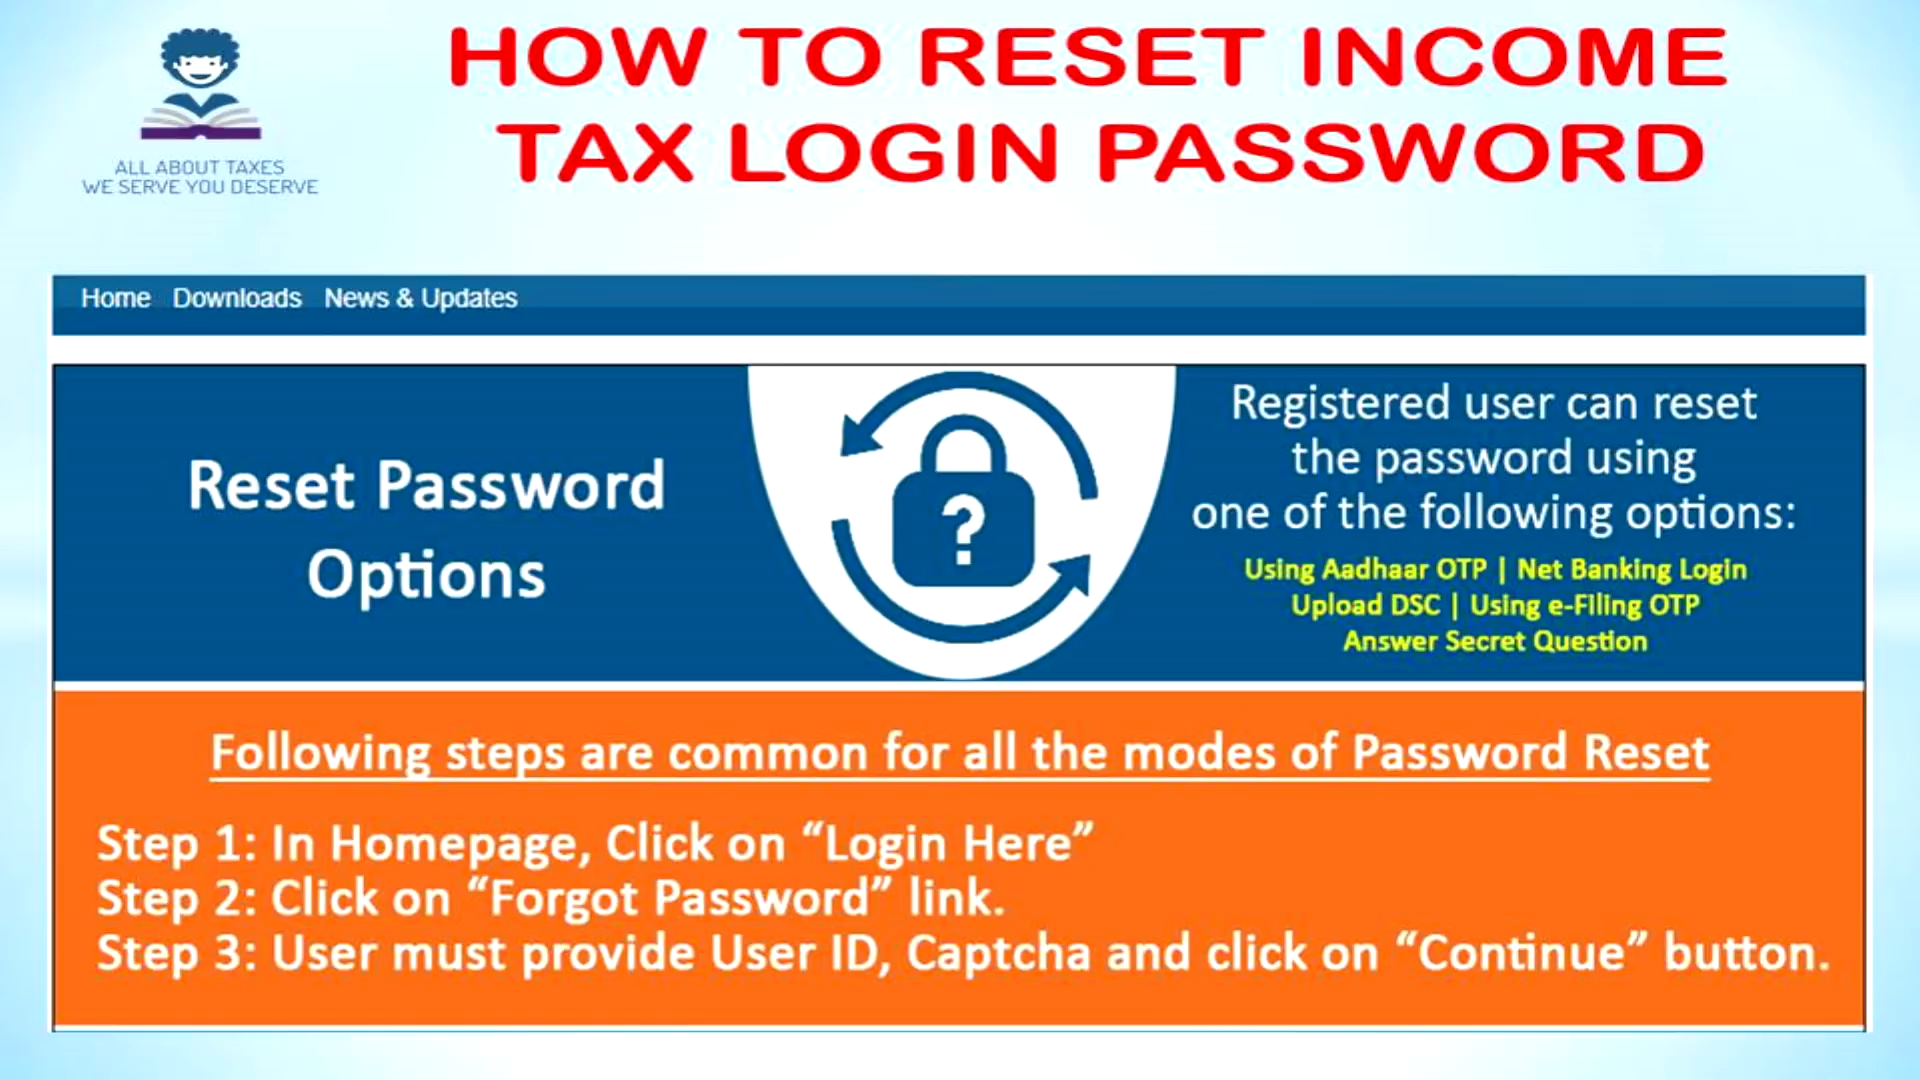 HOW TO RESET INCOME
TAX LOGIN PASSWORD
ALL ABOUT TAXES
WE SERVE YOU DESERVE
Home Downloads News & Updates
Reset Password
Options
?
Registered user can reset
the password using
one of the following options:
Using Aadhaar OTP | Net Banking Login
Upload DSC | Using e-Filing OTP
Answer Secret Question
Following steps are common for all the modes of Password Reset
Step 1: In Homepage, Click on “Login Here”
Step 2: Click on “Forgot Password” link.
Step 3: User must provide User ID, Captcha and click on “Continue” button.